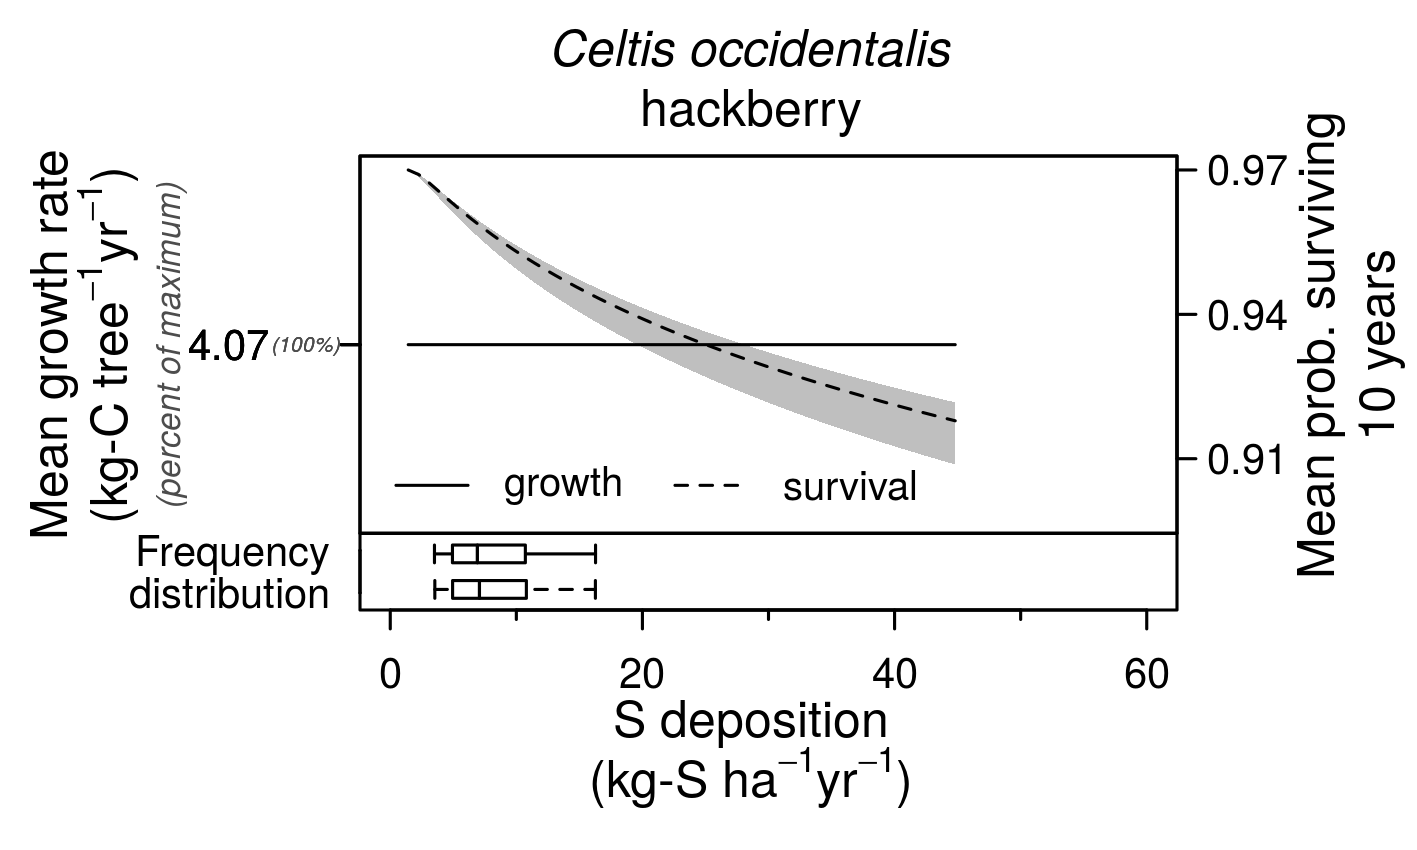 Celtis occidentalis
hackberry
Mean growth rate
(kg-C tree⁻¹yr⁻¹)
(percent of maximum)
4.07 (100%)
0.97
0.94
0.91
Mean prob. surviving
10 years
growth survival
Frequency
distribution
0 20 40 60
S deposition
(kg-S ha⁻¹yr⁻¹)